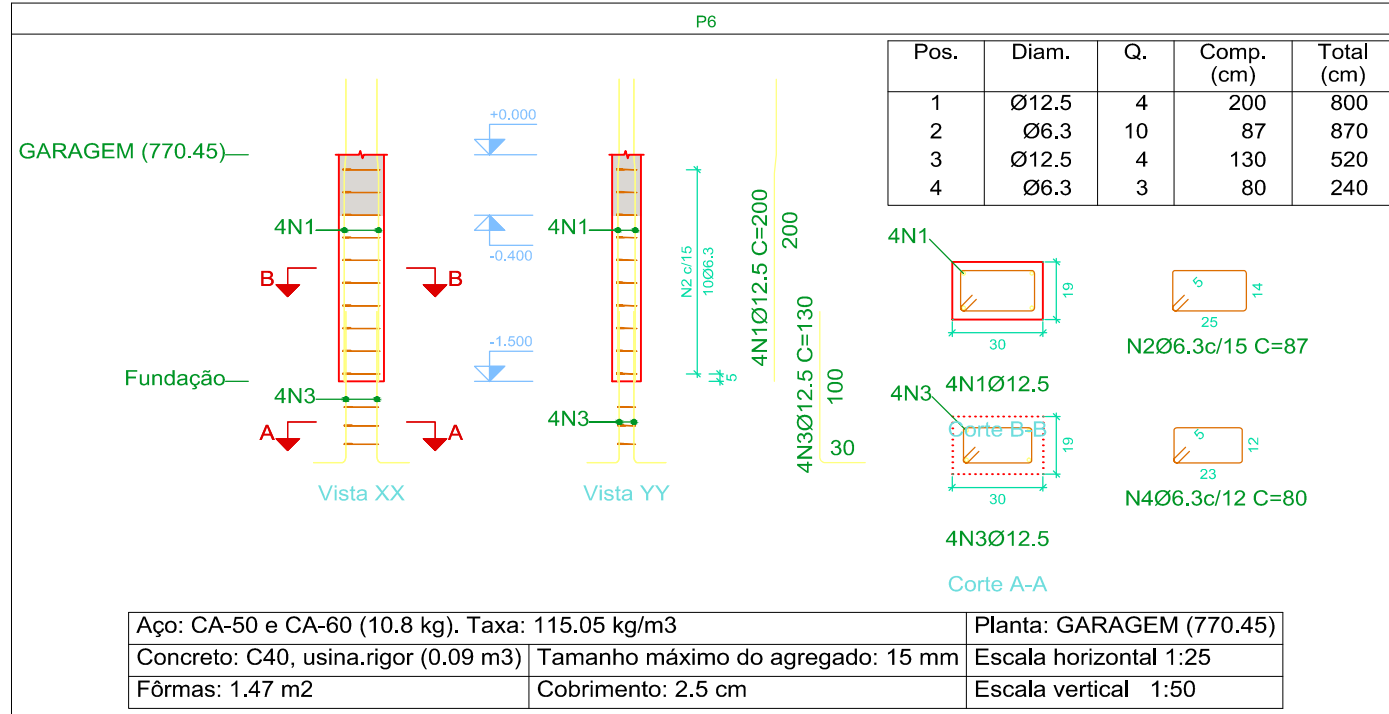 P6
Pos. Diam. Q. Comp. (cm) Total (cm)
1 Ø12.5 4 200 800
2 Ø6.3 10 87 870
3 Ø12.5 4 130 520
4 Ø6.3 3 80 240
GARAGEM (770.45)
+0.000
4N1
-0.400
B
B
-1.500
Fundação
4N3
A
A
Vista XX
4N1
4N3
Vista YY
N2 c/15
10Ø6.3
5
4N1Ø12.5 C=200
200
4N3Ø12.5 C=130
100
30
4N1
19
30
4N1Ø12.5
Corte B-B
5
14
25
N2Ø6.3c/15 C=87
4N3
19
30
4N3Ø12.5
Corte A-A
5
12
23
N4Ø6.3c/12 C=80
Aço: CA-50 e CA-60 (10.8 kg). Taxa: 115.05 kg/m3
Planta: GARAGEM (770.45)
Concreto: C40, usina.rigor (0.09 m3)
Tamanho máximo do agregado: 15 mm
Escala horizontal 1:25
Fôrmas: 1.47 m2
Cobrimento: 2.5 cm
Escala vertical 1:50